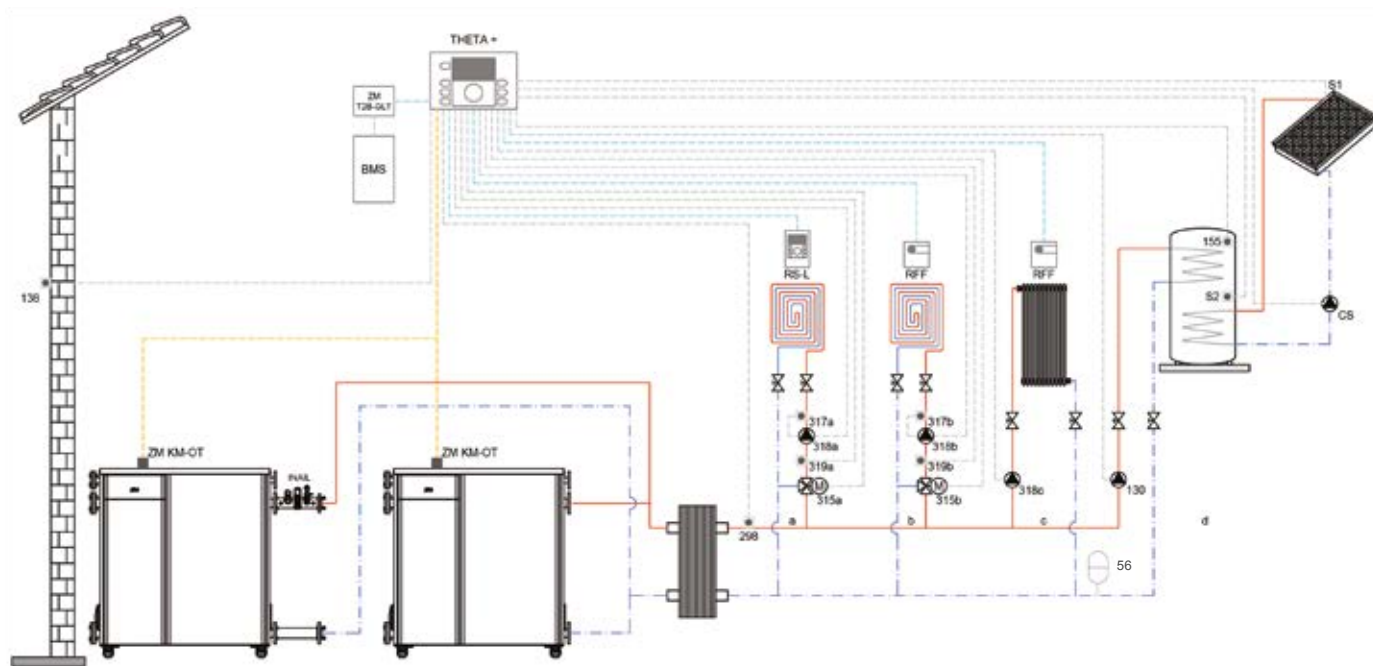 THETA +
S1
ZM
T2B-GLT
BMS
155
RS-L
RFF
RFF
138
S2
CS
317a
317b
318a
318b
ZM KM-OT
ZM KM-OT
319a
319b
INAIL
315a
315b
318c
130
298
a
b
c
d
56